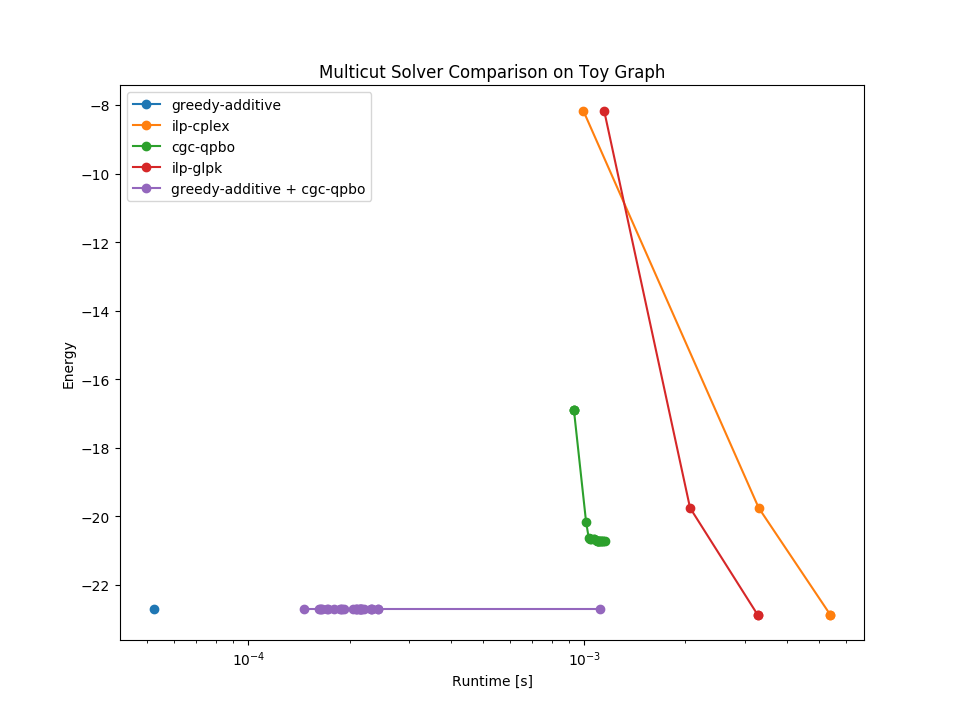 Multicut Solver Comparison on Toy Graph
greedy-additive
ilp-cplex
cgc-qpbo
ilp-glpk
greedy-additive + cgc-qpbo
−8
−10
−12
−14
−16
−18
−20
−22
Energy
10⁻⁴
10⁻³
Runtime [s]